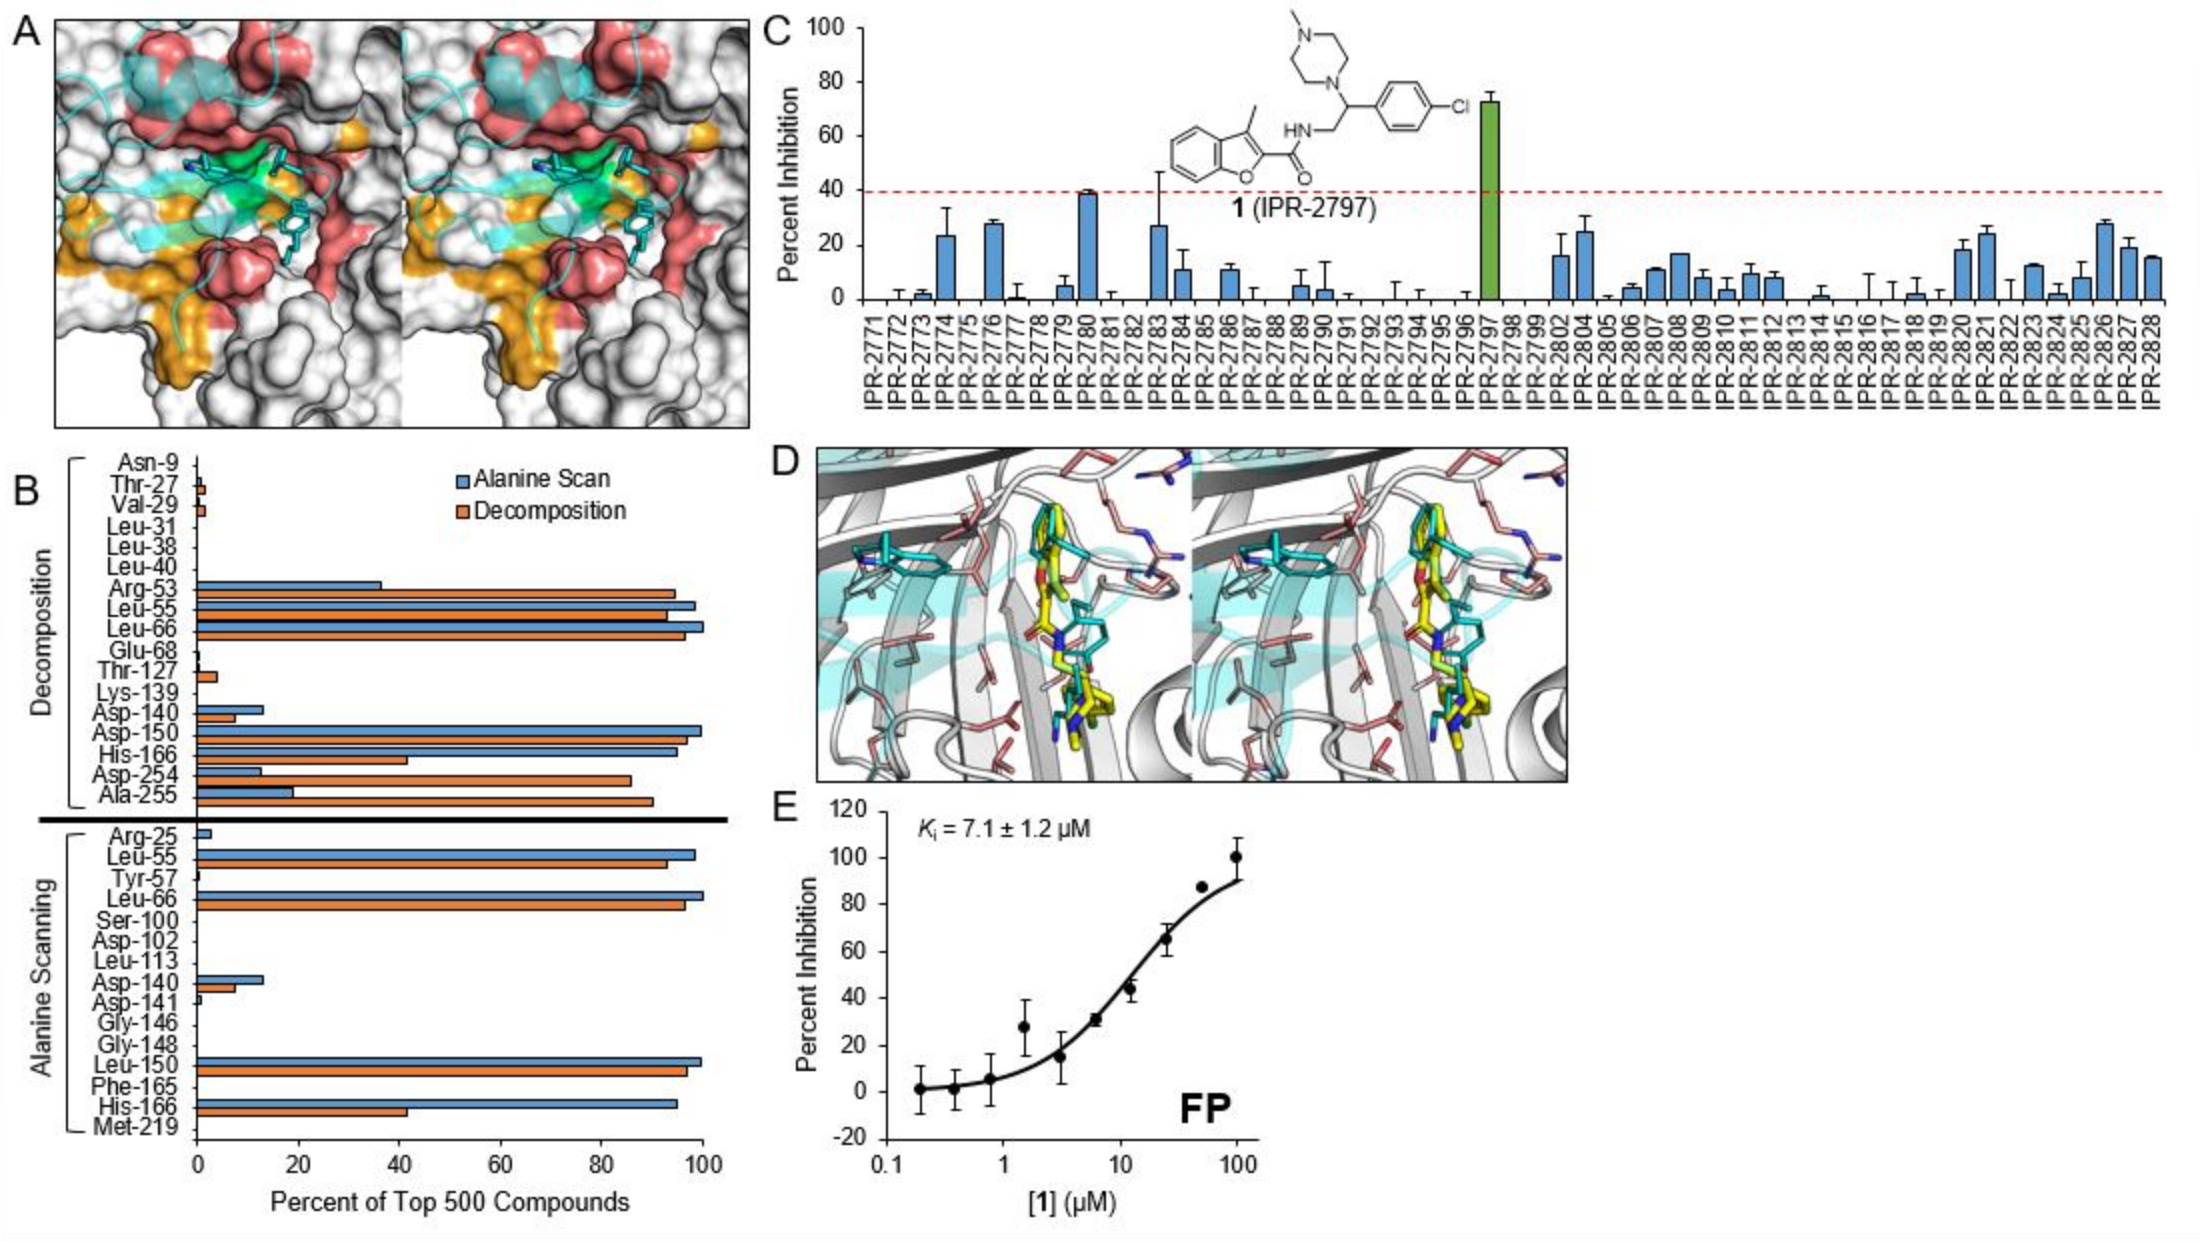 A
B
Decomposition
Asn-9
Thr-27
Val-29
Leu-31
Leu-38
Leu-40
Arg-53
Leu-55
Leu-66
Glu-68
Thr-127
Lys-139
Asp-140
Asp-150
His-166
Asp-254
Ala-255
Alanine Scan
Decomposition
Alanine Scanning
Arg-25
Leu-55
Tyr-57
Leu-66
Ser-100
Asp-102
Leu-113
Asp-140
Asp-141
Gly-146
Gly-148
Leu-150
Phe-165
His-166
Met-219
0 20 40 60 80 100
Percent of Top 500 Compounds
C
Percent Inhibition
100
80
60
40
20
0
N
N
Cl
HN
O
O
1 (IPR-2797)
IPR-2771
IPR-2772
IPR-2773
IPR-2774
IPR-2775
IPR-2776
IPR-2777
IPR-2778
IPR-2779
IPR-2780
IPR-2781
IPR-2782
IPR-2783
IPR-2784
IPR-2785
IPR-2786
IPR-2787
IPR-2788
IPR-2789
IPR-2790
IPR-2791
IPR-2792
IPR-2793
IPR-2794
IPR-2795
IPR-2796
IPR-2797
IPR-2798
IPR-2799
IPR-2802
IPR-2804
IPR-2805
IPR-2806
IPR-2807
IPR-2808
IPR-2809
IPR-2810
IPR-2811
IPR-2812
IPR-2813
IPR-2814
IPR-2815
IPR-2816
IPR-2817
IPR-2818
IPR-2819
IPR-2820
IPR-2821
IPR-2822
IPR-2823
IPR-2824
IPR-2825
IPR-2826
IPR-2827
IPR-2828
D
E
Percent Inhibition
120
100
80
60
40
20
0
-20
Ki = 7.1 ± 1.2 µM
FP
0.1 1 10 100
[1] (µM)